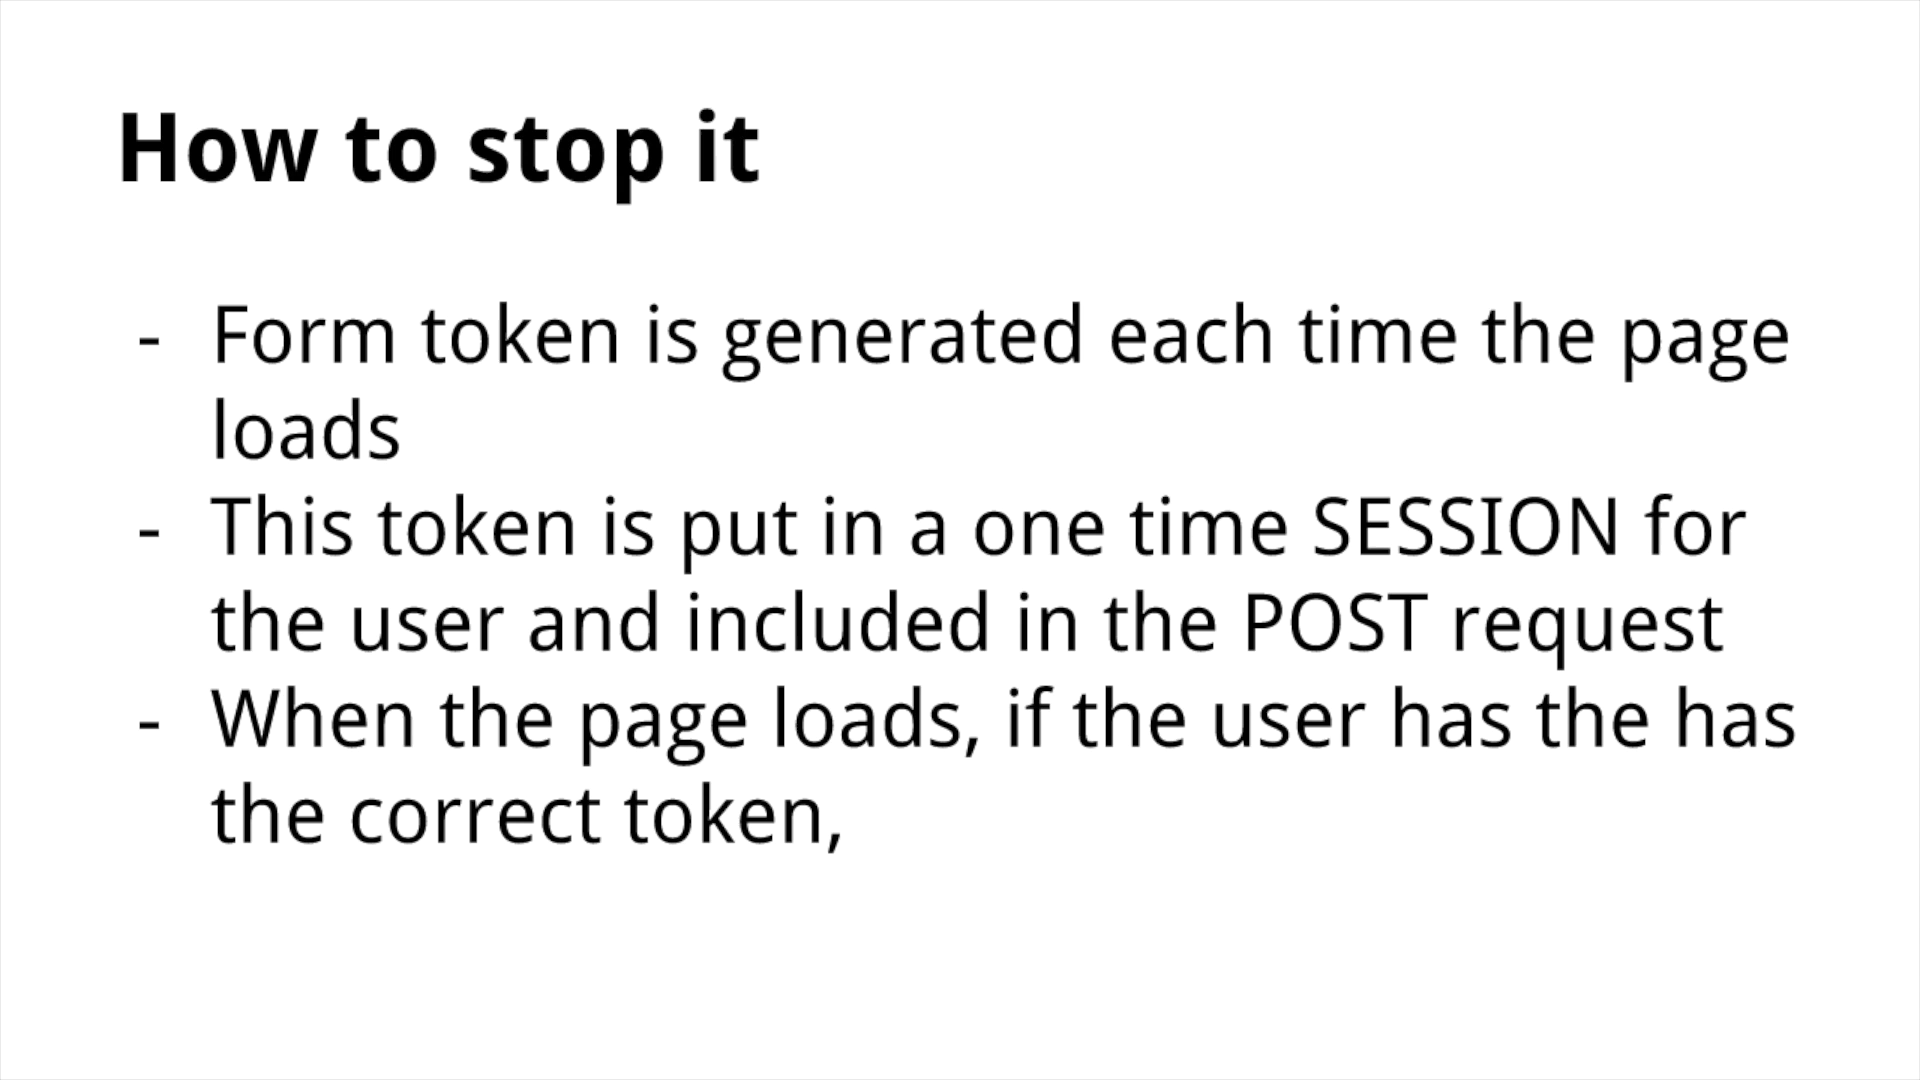 How to stop it
- Form token is generated each time the page
loads
- This token is put in a one time SESSION for
the user and included in the POST request
- When the page loads, if the user has the has
the correct token,